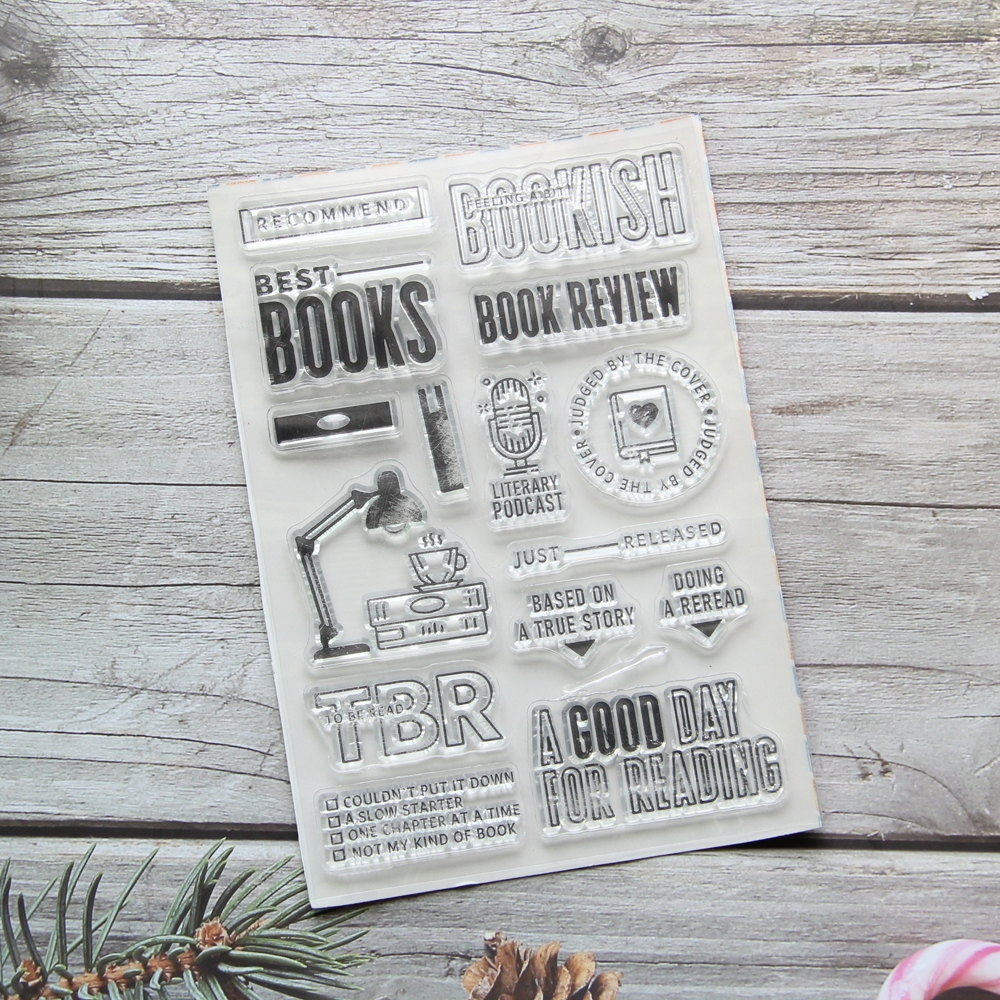 RECOMMEND
FEELING A BIT
BOOKISH
BEST
BOOKS
BOOK REVIEW
LITERARY
PODCAST
JUDGED BY THE COVER • JUDGED BY THE COVER •
JUST RELEASED
BASED ON
A TRUE STORY
DOING
A REREAD
TBR
TO BE READ
A GOOD DAY
FOR READING
COULDN'T PUT IT DOWN
A SLOW STARTER
ONE CHAPTER AT A TIME
NOT MY KIND OF BOOK